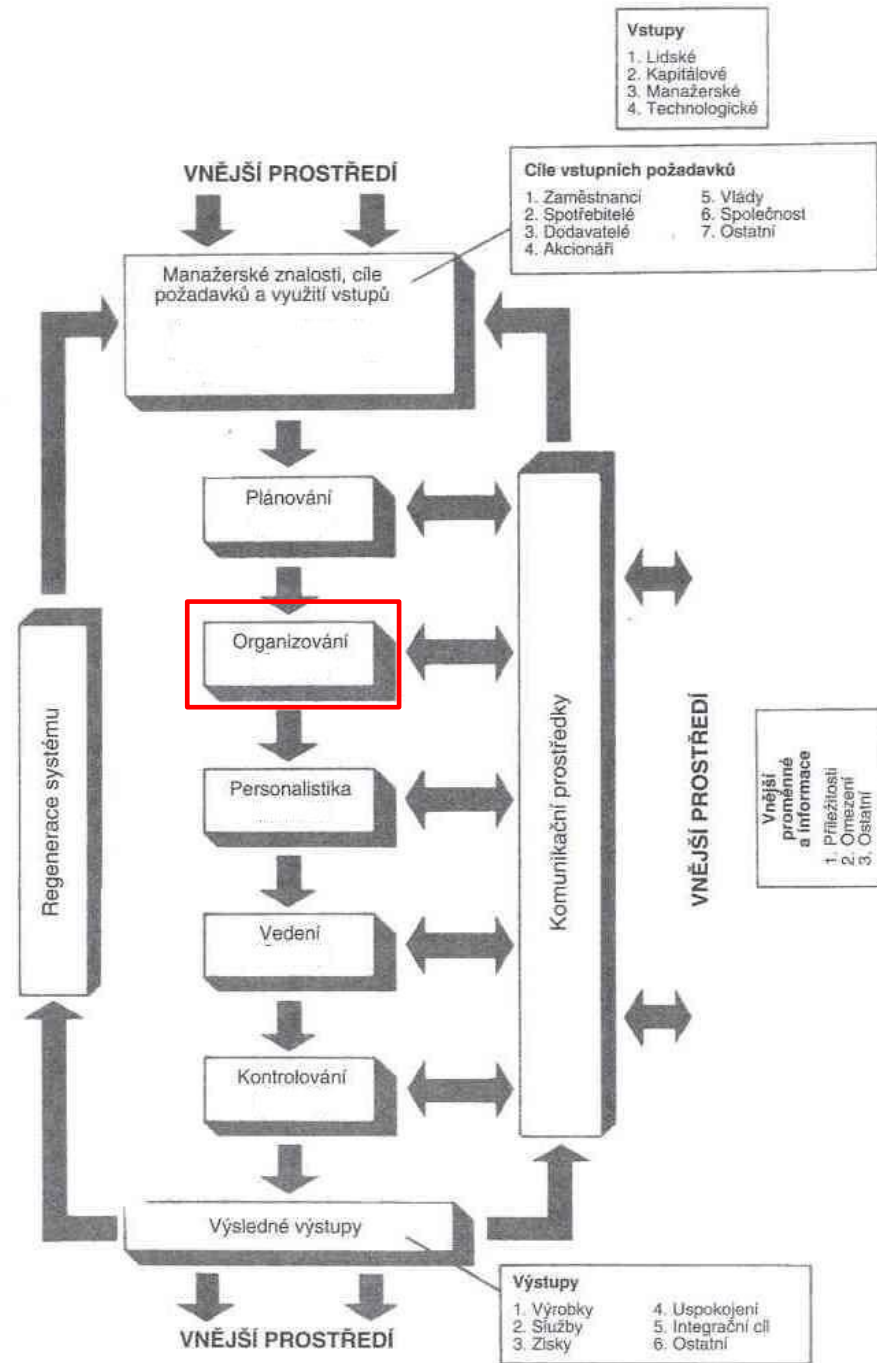 Vstupy
1. Lidské
2. Kapitálové
3. Manažerské
4. Technologické
VNĚJŠÍ PROSTŘEDÍ
Cíle vstupních požadavků
1. Zaměstnanci
2. Spotřebitelé
3. Dodavatelé
4. Akcionáři
5. Vlády
6. Společnost
7. Ostatní
Manažerské znalosti, cíle
požadavků a využití vstupů
Plánování
Organizování
Personalistika
Vedení
Kontrolování
Regenerace systému
Komunikační prostředky
VNĚJŠÍ PROSTŘEDÍ
Vnější
proměnné
a informace
1. Příležitosti
2. Omezení
3. Ostatní
Výsledné výstupy
Výstupy
1. Výrobky
2. Služby
3. Zisky
4. Uspokojení
5. Integrační cíl
6. Ostatní
VNĚJŠÍ PROSTŘEDÍ